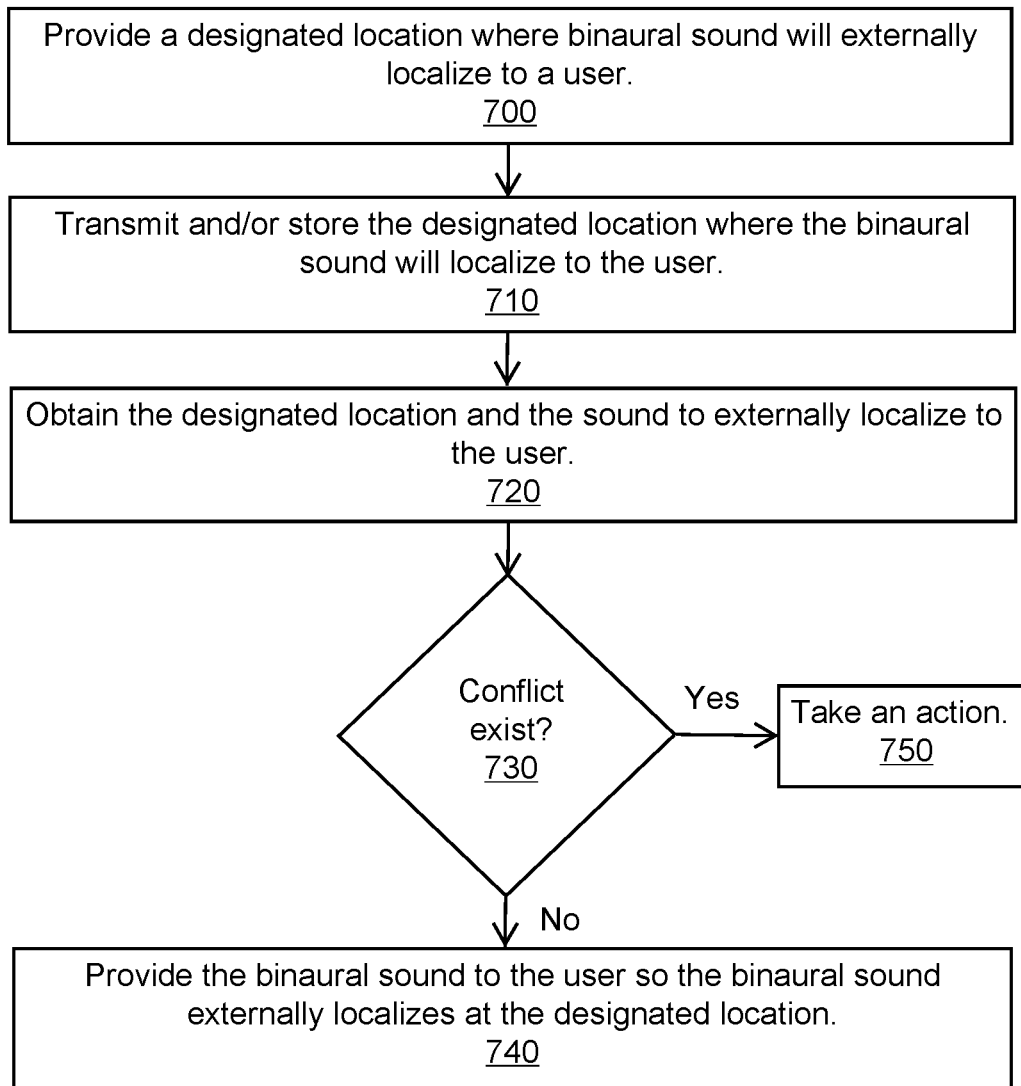 Provide a designated location where binaural sound will externally
localize to a user.
700
Transmit and/or store the designated location where the binaural
sound will localize to the user.
710
Obtain the designated location and the sound to externally localize to
the user.
720
Conflict
exist?
730
Yes
Take an action.
750
No
Provide the binaural sound to the user so the binaural sound
externally localizes at the designated location.
740